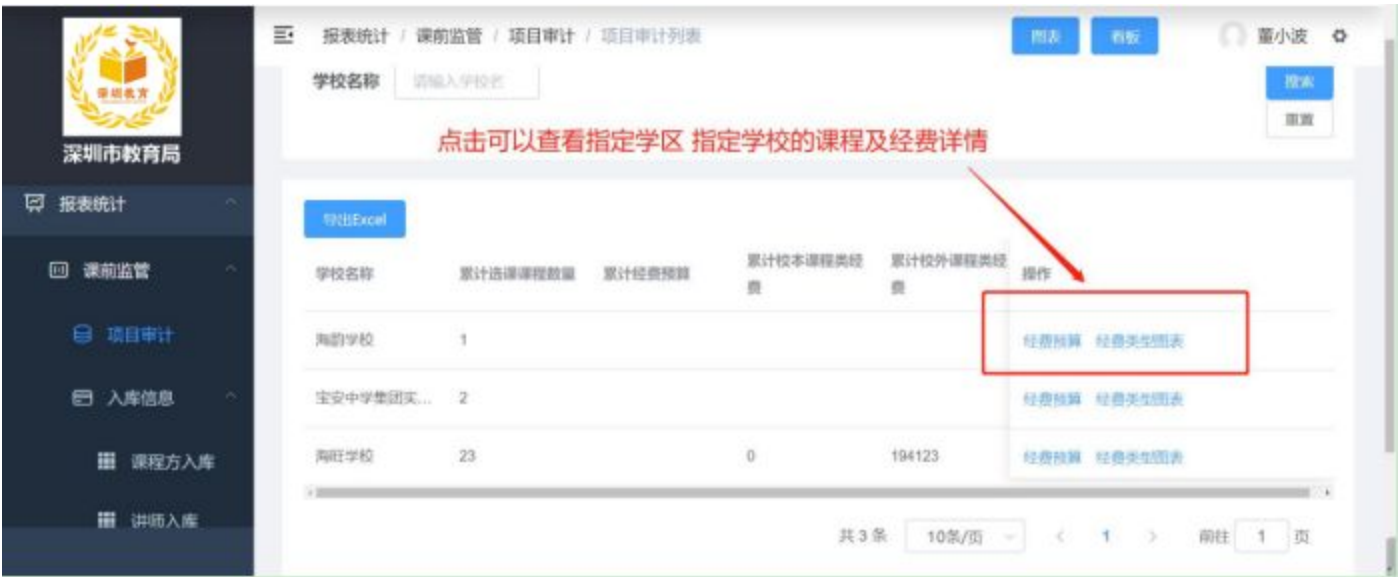 深圳教育
深圳市教育局
报表统计
课前监管
项目审计
入库信息
课程方入库
讲师入库
报表统计 / 课前监管 / 项目审计 / 项目审计列表
图表 看板 董小波
学校名称 请输入学校名 搜索
重置
点击可以查看指定学区 指定学校的课程及经费详情
导出Excel
学校名称 累计选课课程数量 累计经费预算 累计校本课程类经费 累计校外课程类经费 操作
海韵学校 1 经费预算 经费类型图表
宝安中学集团实... 2 经费预算 经费类型图表
海旺学校 23 0 194123 经费预算 经费类型图表
共 3 条 10条/页 < 1 > 前往 1 页